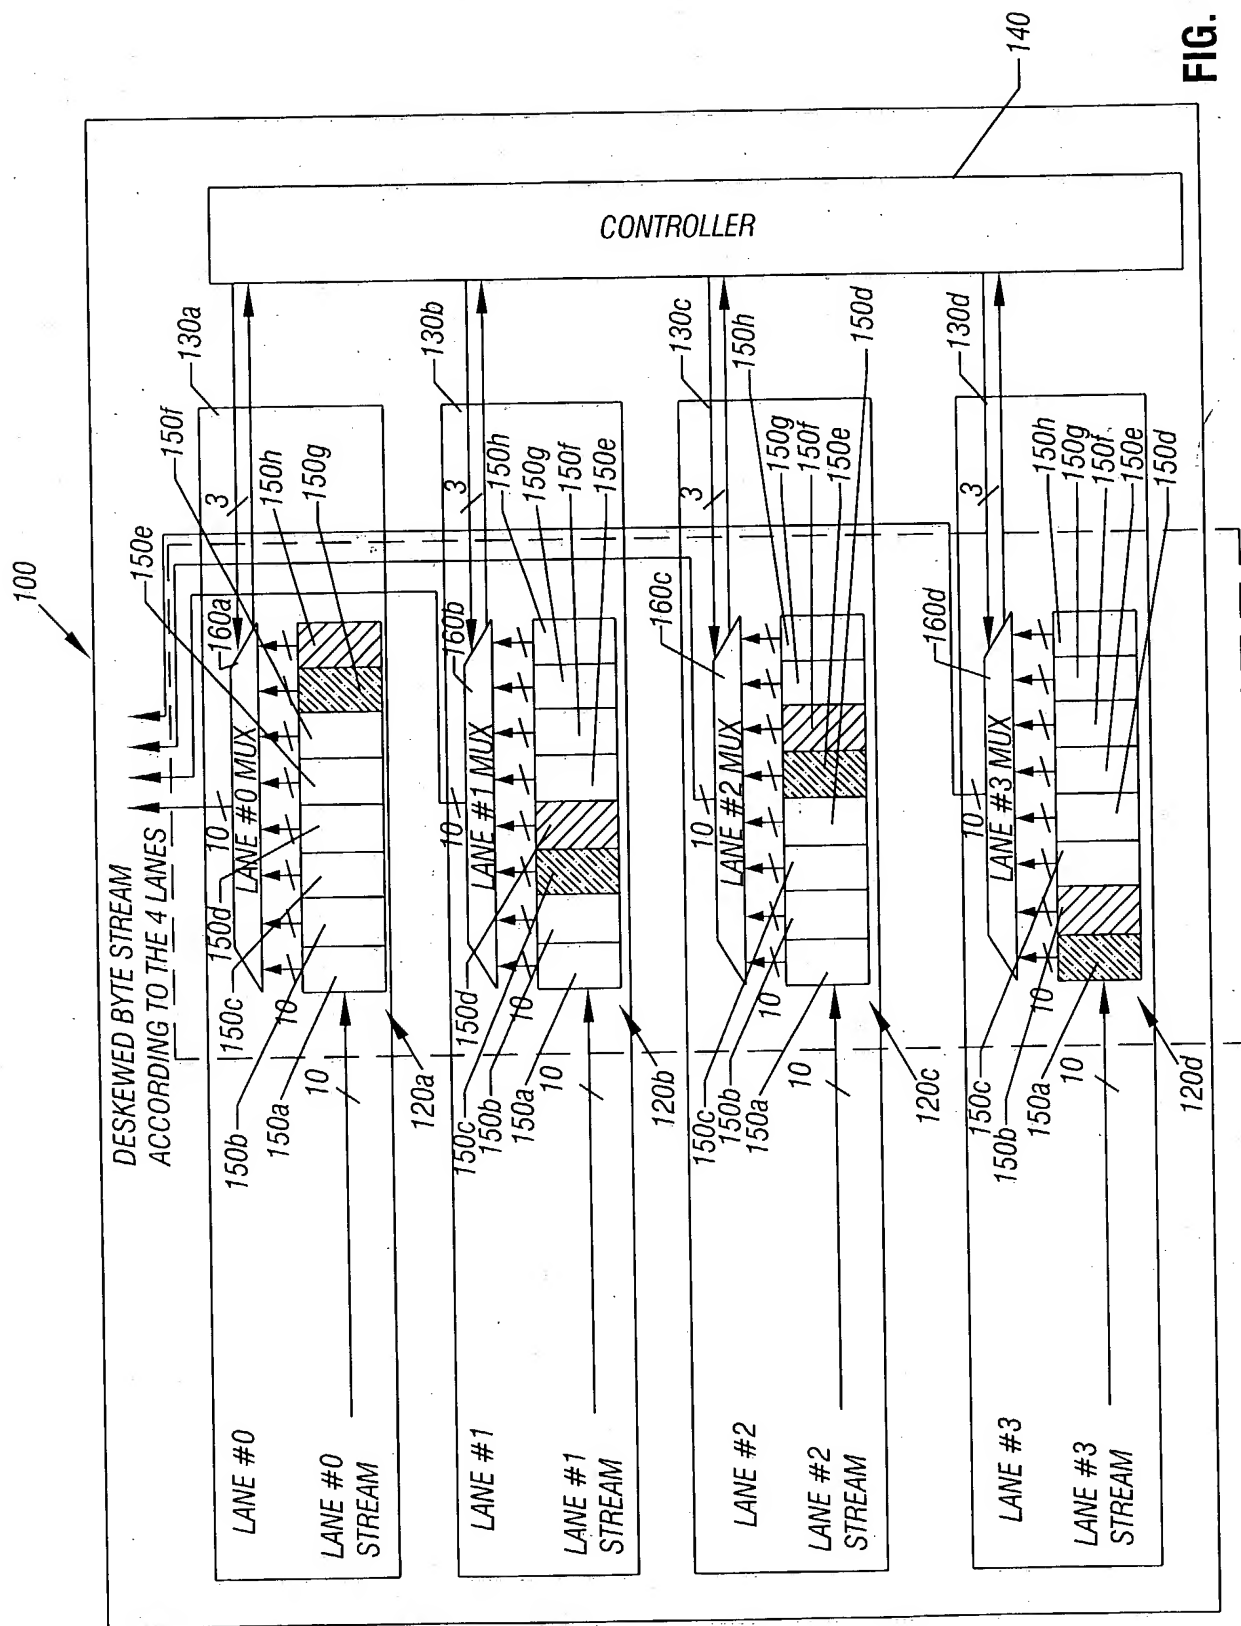 100
DESKEWED BYTE STREAM
ACCORDING TO THE 4 LANES
LANE #0
LANE #0
STREAM
10
150b
150a
150c
150d
10
10
LANE #0 MUX
160a
150e
150f
150h
150g
3
130a
120a
LANE #1
LANE #1
STREAM
10
150c
150b
150a
150d
10
10
LANE #1 MUX
160b
150h
150g
150f
150e
3
130b
120b
LANE #2
LANE #2
STREAM
10
150c
150b
150a
10
10
LANE #2 MUX
160c
150h
150g
150f
150e
150d
3
130c
120c
LANE #3
LANE #3
STREAM
10
150c
150b
150a
10
10
LANE #3 MUX
160d
150h
150g
150f
150e
150d
3
130d
120d
CONTROLLER
140
FIG.